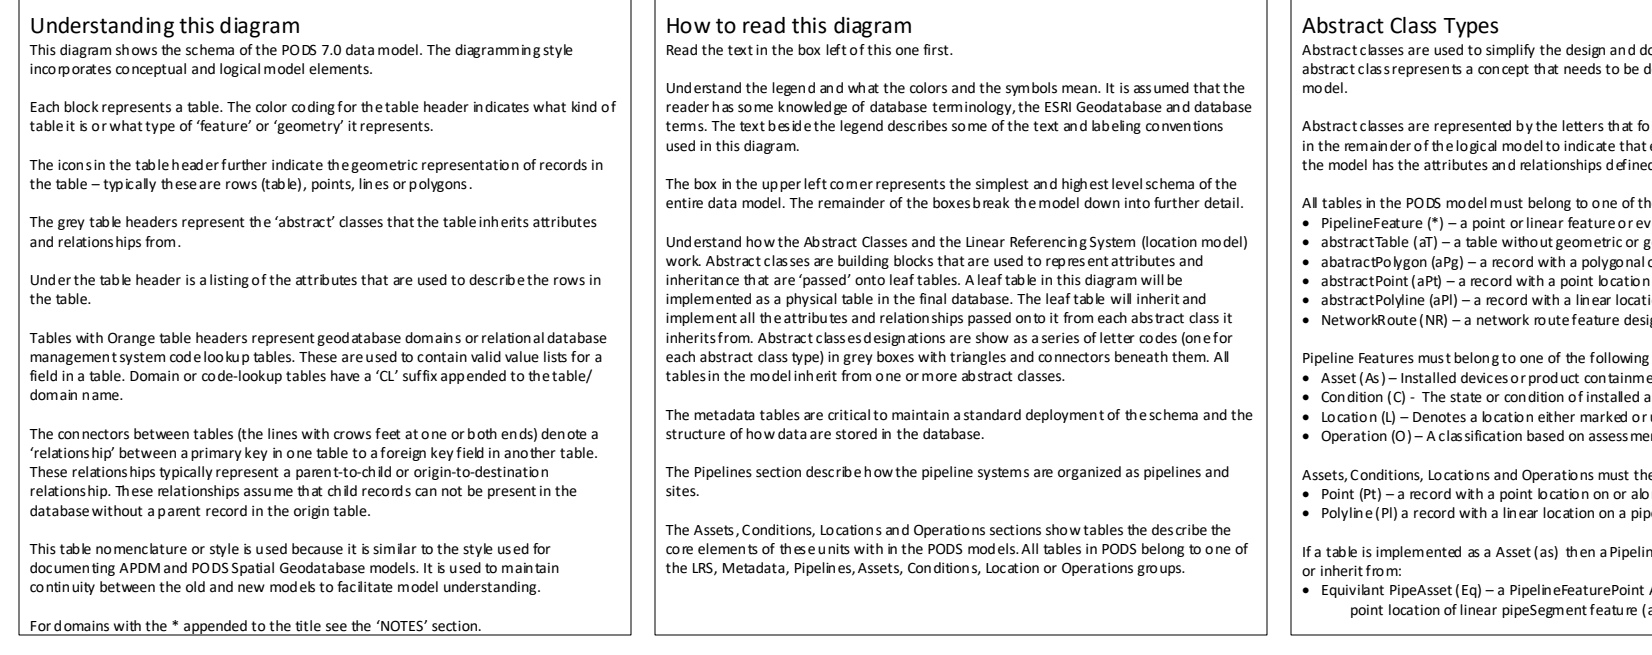 Understanding this diagram
This diagram shows the schema of the PODS 7.0 data model. The diagramming style
incorporates conceptual and logical model elements.
Each block represents a table. The color coding for the table header indicates what kind of
table it is or what type of ‘feature’ or ‘geometry’ it represents.
The icons in the table header further indicate the geometric representation of records in
the table – typically these are rows (table), points, lines or polygons.
The grey table headers represent the ‘abstract’ classes that the table inherits attributes
and relationships from.
Under the table header is a listing of the attributes that are used to describe the rows in
the table.
Tables with Orange table headers represent geodatabase domains or relational database
management system code lookup tables. These are used to contain valid value lists for a
field in a table. Domain or code-lookup tables have a ‘CL’ suffix appended to the table/
domain name.
The connectors between tables (the lines with crows feet at one or both ends) denote a
‘relationship’ between a primary key in one table to a foreign key field in another table.
These relationships typically represent a parent-to-child or origin-to-destination
relationship. These relationships assume that child records can not be present in the
database without a parent record in the origin table.
This table nomenclature or style is used because it is similar to the style used for
documenting APDM and PODS Spatial Geodatabase models. It is used to maintain
continuity between the old and new models to facilitate model understanding.
For domains with the * appended to the title see the ‘NOTES’ section.
How to read this diagram
Read the text in the box left of this one first.
Understand the legend and what the colors and the symbols mean. It is assumed that the
reader has some knowledge of database terminology, the ESRI Geodatabase and database
terms. The text beside the legend describes some of the text and labeling conventions
used in this diagram.
The box in the upper left corner represents the simplest and highest level schema of the
entire data model. The remainder of the boxes break the model down into further detail.
Understand how the Abstract Classes and the Linear Referencing System (location model)
work. Abstract classes are building blocks that are used to represent attributes and
inheritance that are ‘passed’ onto leaf tables. A leaf table in this diagram will be
implemented as a physical table in the final database. The leaf table will inherit and
implement all the attributes and relationships passed onto it from each abstract class it
inherits from. Abstract classes designations are show as a series of letter codes (one for
each abstract class type) in grey boxes with triangles and connectors beneath them. All
tables in the model inherit from one or more abstract classes.
The metadata tables are critical to maintain a standard deployment of the schema and the
structure of how data are stored in the database.
The Pipelines section describe how the pipeline systems are organized as pipelines and
sites.
The Assets, Conditions, Locations and Operations sections show tables the describe the
core elements of these units with in the PODS models. All tables in PODS belong to one of
the LRS, Metadata, Pipelines, Assets, Conditions, Location or Operations groups.
Abstract Class Types
Abstract classes are used to simplify the design and do
abstract class represents a concept that needs to be d
model.
Abstract classes are represented by the letters that fo
in the remainder of the logical model to indicate that e
the model has the attributes and relationships defined
All tables in the PODS model must belong to one of th
• PipelineFeature (*) – a point or linear feature or ev
• abstractTable (aT) – a table without geometric or g
• abatractPolygon (aPg) – a record with a polygonal o
• abstractPoint (aPt) – a record with a point location
• abstractPolyline (aPl) – a record with a linear locati
• NetworkRoute (NR) – a network route feature desig
Pipeline Features must belong to one of the following
• Asset (As) – Installed devices or product containme
• Condition (C) - The state or condition of installed a
• Location (L) – Denotes a location either marked or u
• Operation (O) – A classification based on assessmen
Assets, Conditions, Locations and Operations must the
• Point (Pt) – a record with a point location on or alo
• Polyline (Pl) a record with a linear location on a pip
If a table is implemented as a Asset (as) then a Pipelin
or inherit from:
• Equivilant PipeAsset (Eq) – a PipelineFeaturePoint A
point location of linear pipeSegment feature (a